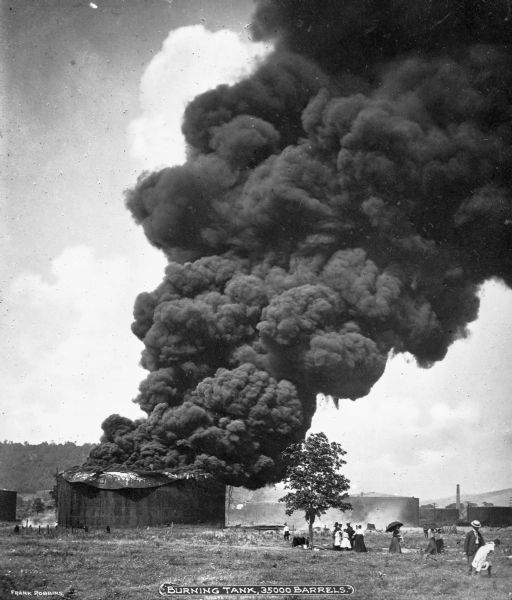 FRANK ROBBINS
BURNING TANK, 35000 BARRELS.